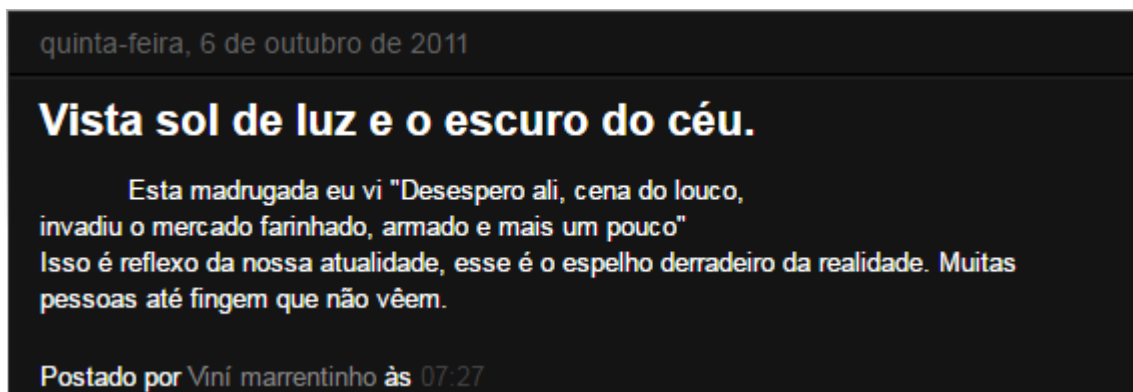 quinta-feira, 6 de outubro de 2011
Vista sol de luz e o escuro do céu.
Esta madrugada eu vi "Desespero ali, cena do louco,
invadiu o mercado farinhado, armado e mais um pouco"
Isso é reflexo da nossa atualidade, esse é o espelho derradeiro da realidade. Muitas
pessoas até fingem que não vêem.
Postado por Viní marrentinho às 07:27